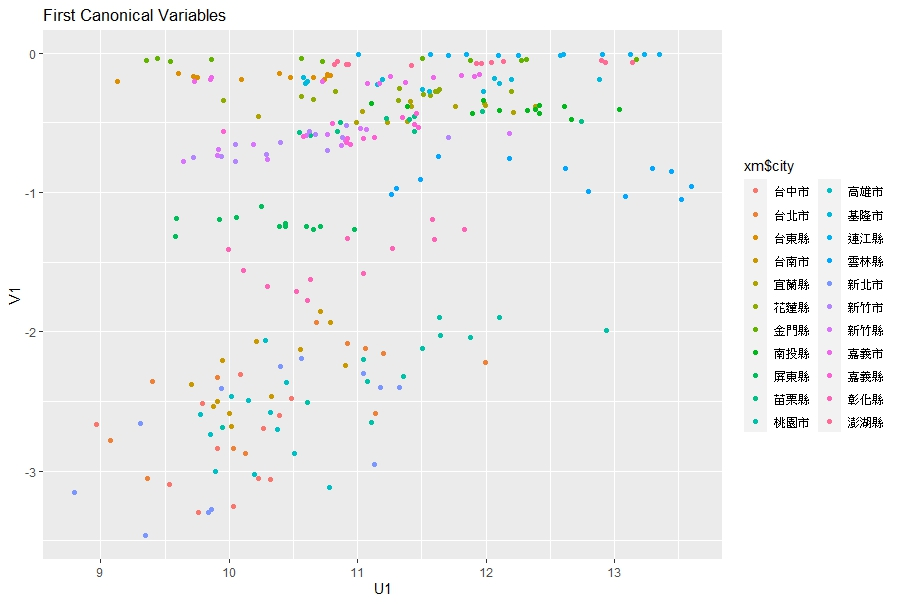 First Canonical Variables
0
-1
-2
-3
V1
9
10
11
12
13
U1
xm$city
台中市
台北市
台東縣
台南市
宜蘭縣
花蓮縣
金門縣
南投縣
屏東縣
苗栗縣
桃園市
高雄市
基隆市
連江縣
雲林縣
新北市
新竹市
新竹縣
嘉義市
嘉義縣
彰化縣
澎湖縣